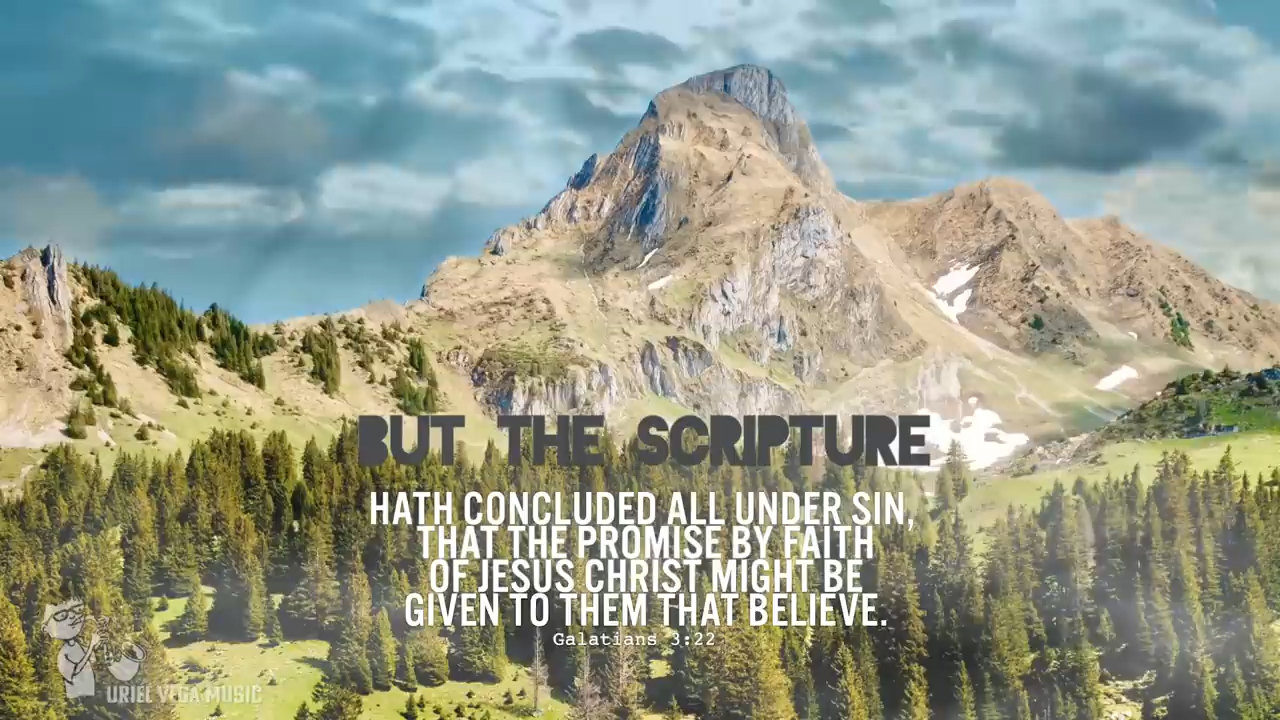 BUT THE SCRIPTURE
HATH CONCLUDED ALL UNDER SIN,
THAT THE PROMISE BY FAITH
OF JESUS CHRIST MIGHT BE
GIVEN TO THEM THAT BELIEVE.
Galatians 3:22
URIEL VEGA MUSIC